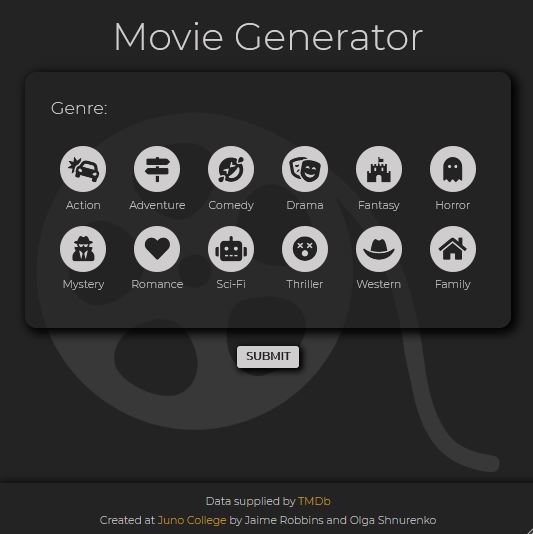 Movie Generator
Genre:
Action Adventure Comedy Drama Fantasy Horror
Mystery Romance Sci-Fi Thriller Western Family
SUBMIT
Data supplied by TMDb
Created at Juno College by Jaime Robbins and Olga Shnurenko